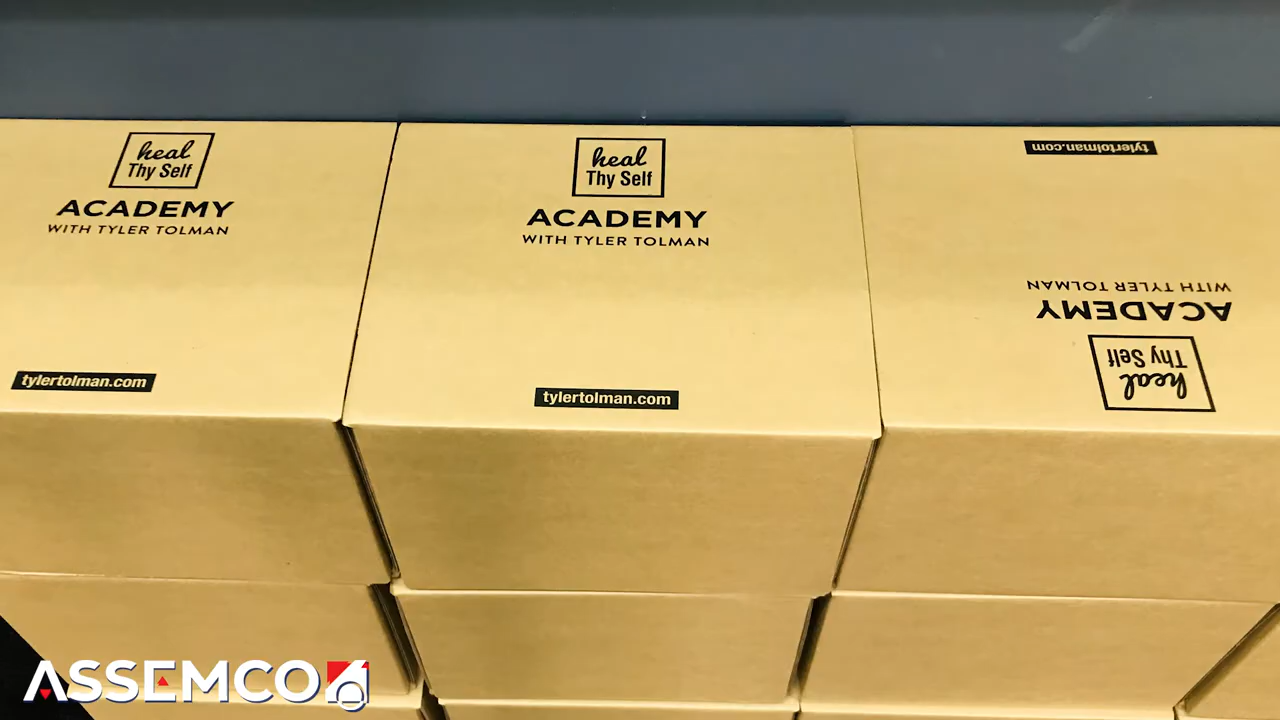 heal
Thy Self
ACADEMY
WITH TYLER TOLMAN
tylertolman.com
heal
Thy Self
ACADEMY
WITH TYLER TOLMAN
tylertolman.com
heal
Thy Self
ACADEMY
WITH TYLER TOLMAN
tylertolman.com
ASSEMCO